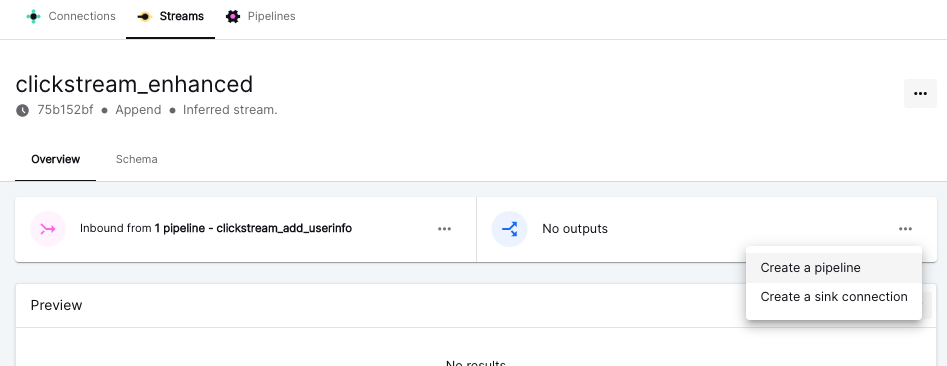 Connections Streams Pipelines
clickstream_enhanced
75b152bf • Append • Inferred stream.
Overview Schema
Inbound from 1 pipeline - clickstream_add_userinfo
No outputs
Create a pipeline
Create a sink connection
Preview
No results